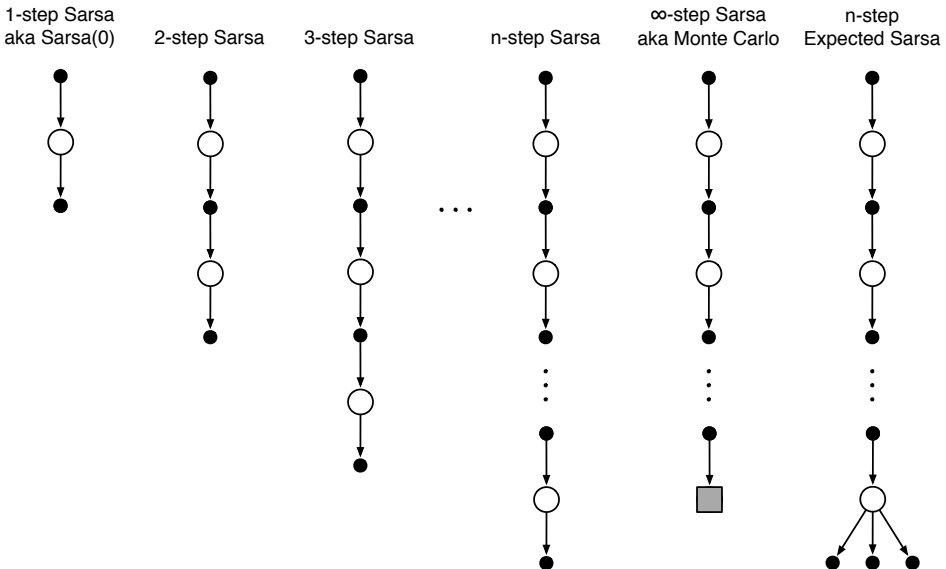 1-step Sarsa
aka Sarsa(0)
2-step Sarsa
3-step Sarsa
. . .
n-step Sarsa
∞-step Sarsa
aka Monte Carlo
n-step
Expected Sarsa